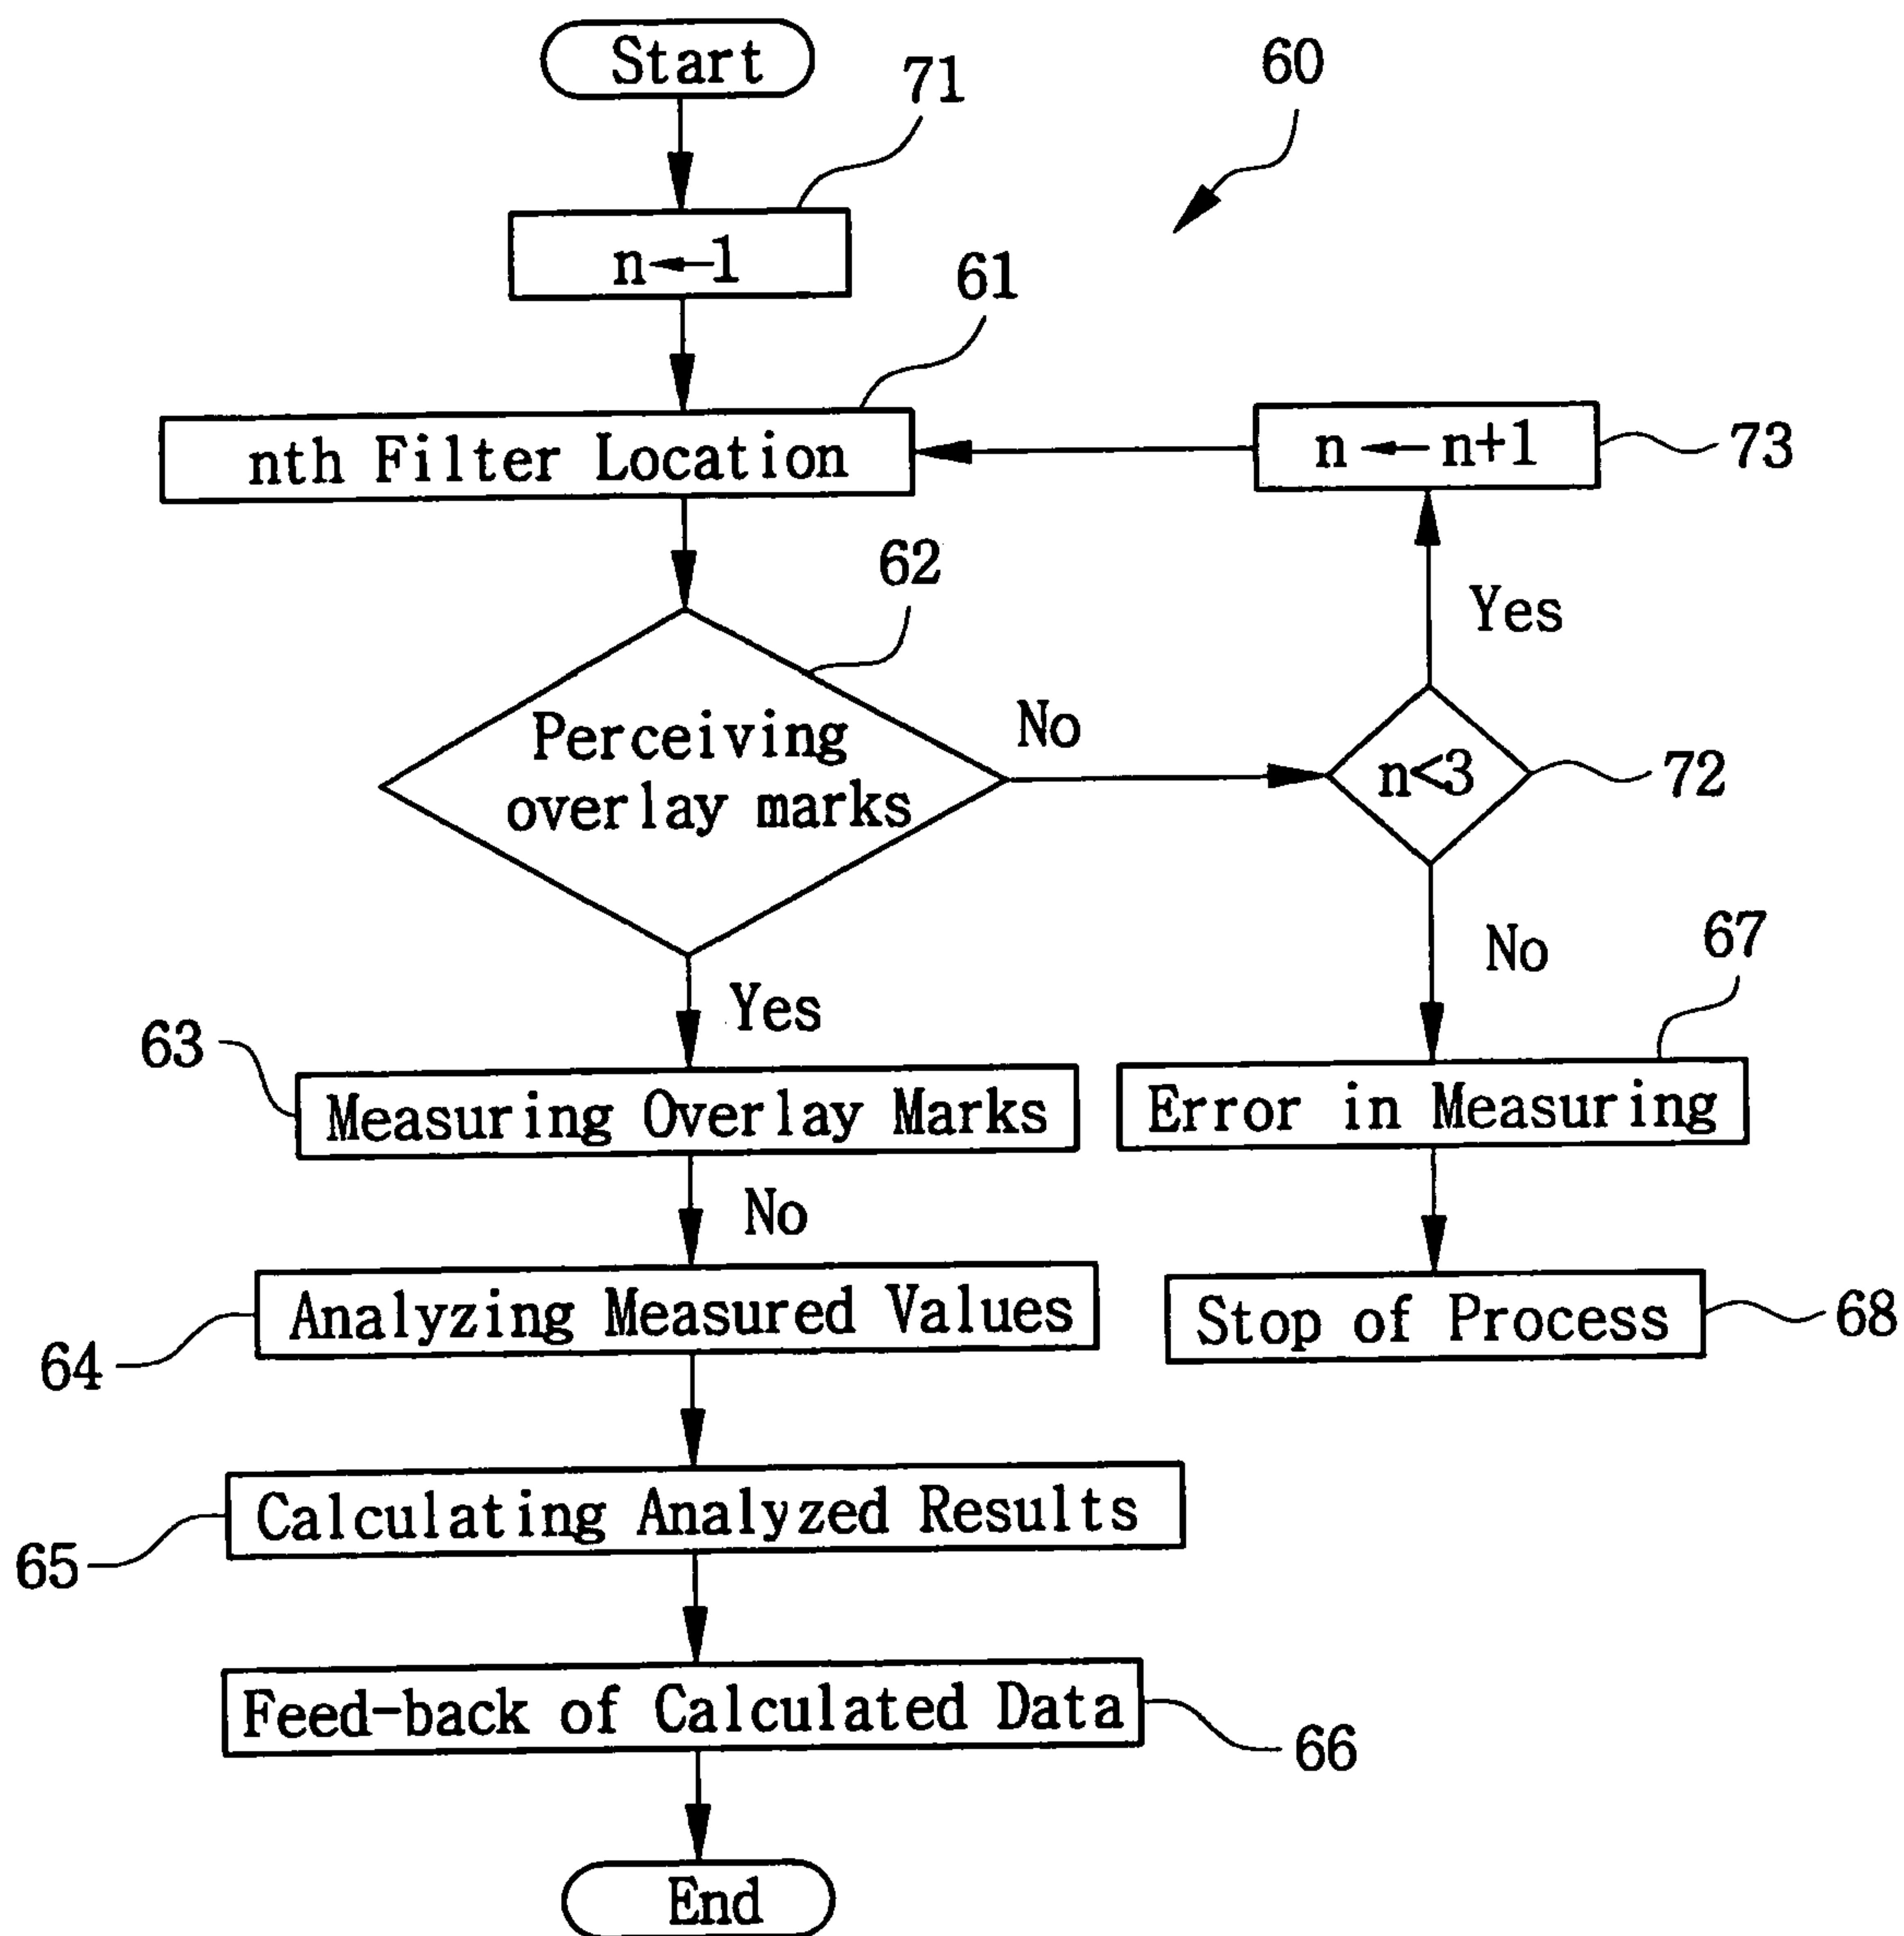 Start
71
60
n←1
61
nth Filter Location
n ← n+1
73
62
Yes
Perceiving
overlay marks
No
n<3
72
No
67
Yes
63
Measuring Overlay Marks
Error in Measuring
No
64
Analyzing Measured Values
Stop of Process
68
Calculating Analyzed Results
65
Feed-back of Calculated Data
66
End